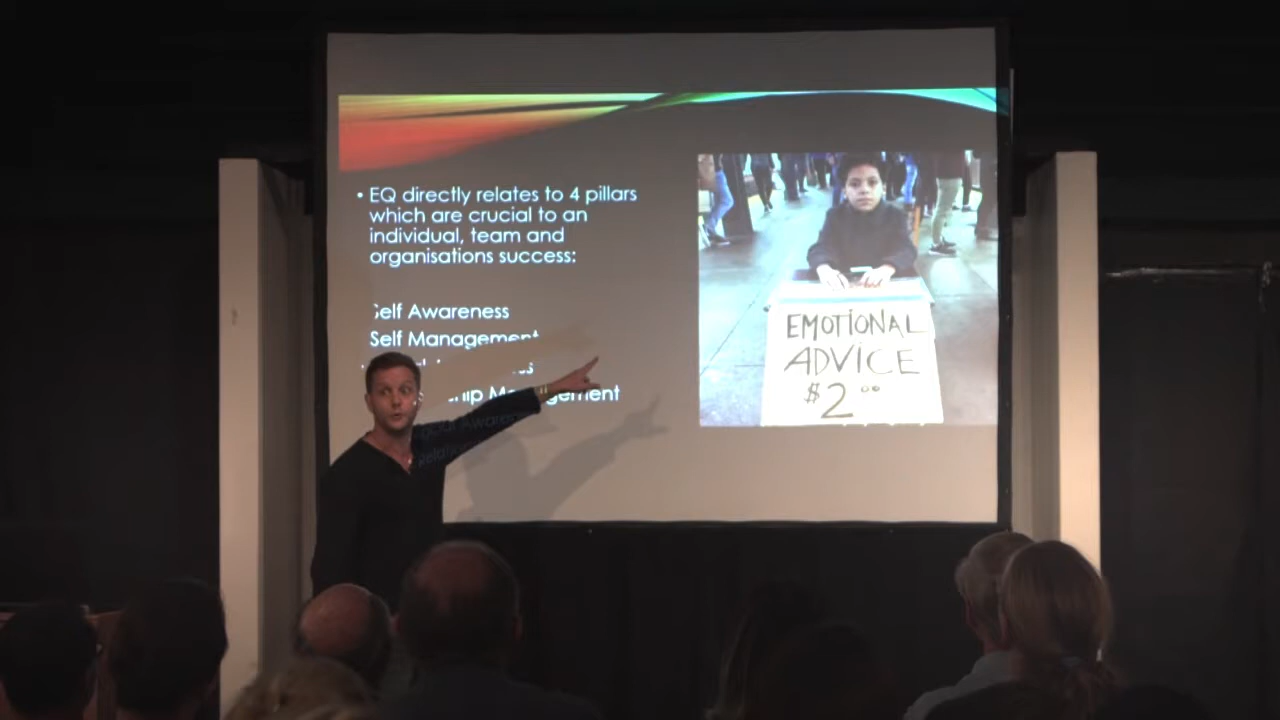 • EQ directly relates to 4 pillars
which are crucial to an
individual, team and
organisations success:
Self Awareness
Self Management
Management
EMOTIONAL
ADVICE
$2⁰⁰